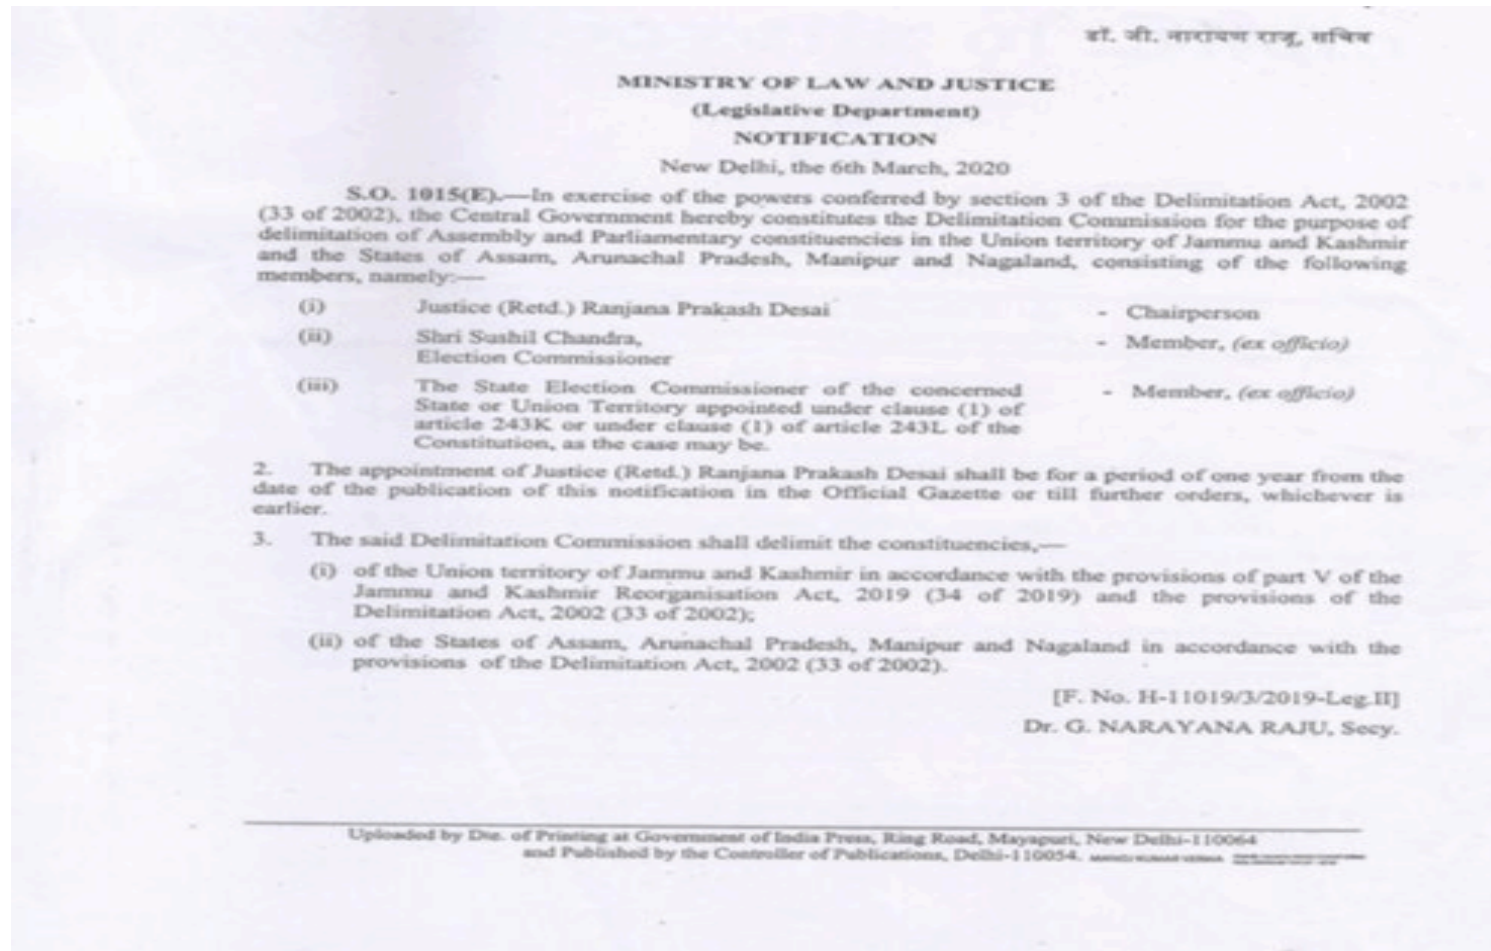 डॉ. जी. नारायण राजू, सचिव
MINISTRY OF LAW AND JUSTICE
(Legislative Department)
NOTIFICATION
New Delhi, the 6th March, 2020
S.O. 1015(E).—In exercise of the powers conferred by section 3 of the Delimitation Act, 2002
(33 of 2002), the Central Government hereby constitutes the Delimitation Commission for the purpose of
delimitation of Assembly and Parliamentary constituencies in the Union territory of Jammu and Kashmir
and the States of Assam, Arunachal Pradesh, Manipur and Nagaland, consisting of the following
members, namely:—
(i) Justice (Retd.) Ranjana Prakash Desai - Chairperson
(ii) Shri Sushil Chandra, - Member, (ex officio)
Election Commissioner
(iii) The State Election Commissioner of the concerned - Member, (ex officio)
State or Union Territory appointed under clause (1) of
article 243K or under clause (1) of article 243L of the
Constitution, as the case may be.
2. The appointment of Justice (Retd.) Ranjana Prakash Desai shall be for a period of one year from the
date of the publication of this notification in the Official Gazette or till further orders, whichever is
earlier.
3. The said Delimitation Commission shall delimit the constituencies,—
(i) of the Union territory of Jammu and Kashmir in accordance with the provisions of part V of the
Jammu and Kashmir Reorganisation Act, 2019 (34 of 2019) and the provisions of the
Delimitation Act, 2002 (33 of 2002);
(ii) of the States of Assam, Arunachal Pradesh, Manipur and Nagaland in accordance with the
provisions of the Delimitation Act, 2002 (33 of 2002).
[F. No. H-11019/3/2019-Leg.II]
Dr. G. NARAYANA RAJU, Secy.
Uploaded by Dte. of Printing at Government of India Press, Ring Road, Mayapuri, New Delhi-110064
and Published by the Controller of Publications, Delhi-110054. MANOJ KUMAR VERMA